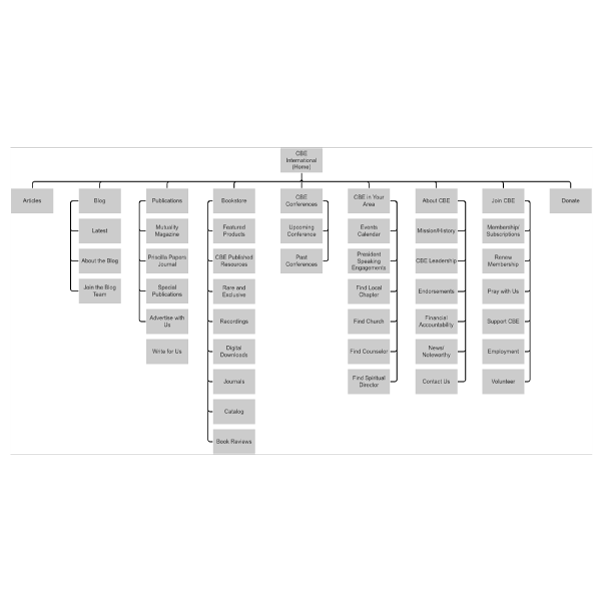 CBE
International
(Home)
Articles
Blog
Publications
Bookstore
CBE
Conferences
CBE in Your
Area
About CBE
Join CBE
Donate
Latest
About the Blog
Join the Blog
Team
Mutuality
Magazine
Priscilla Papers
Journal
Special
Publications
Advertise with
Us
Write for Us
Featured
Products
CBE Published
Resources
Rare and
Exclusive
Recordings
Digital
Downloads
Journals
Catalog
Book Reviews
Upcoming
Conference
Past
Conferences
Events
Calendar
President
Speaking
Engagements
Find Local
Chapter
Find Church
Find Counselor
Find Spiritual
Director
Mission/History
CBE Leadership
Endorsements
Financial
Accountability
News/
Noteworthy
Contact Us
Membership/
Subscriptions
Renew
Membership
Pray with Us
Support CBE
Employment
Volunteer